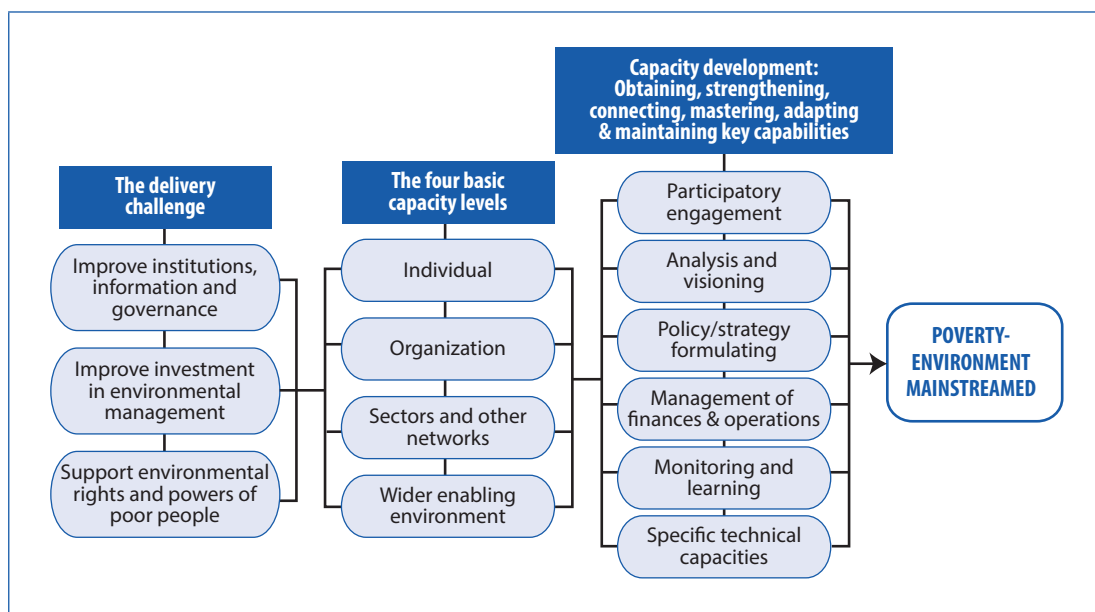 The delivery
challenge
Improve institutions,
information and
governance
Improve investment
in environmental
management
Support environmental
rights and powers of
poor people
The four basic
capacity levels
Individual
Organization
Sectors and other
networks
Wider enabling
environment
Capacity development:
Obtaining, strengthening,
connecting, mastering, adapting
& maintaining key capabilities
Participatory
engagement
Analysis and
visioning
Policy/strategy
formulating
Management of
finances & operations
Monitoring and
learning
Specific technical
capacities
POVERTY-
ENVIRONMENT
MAINSTREAMED